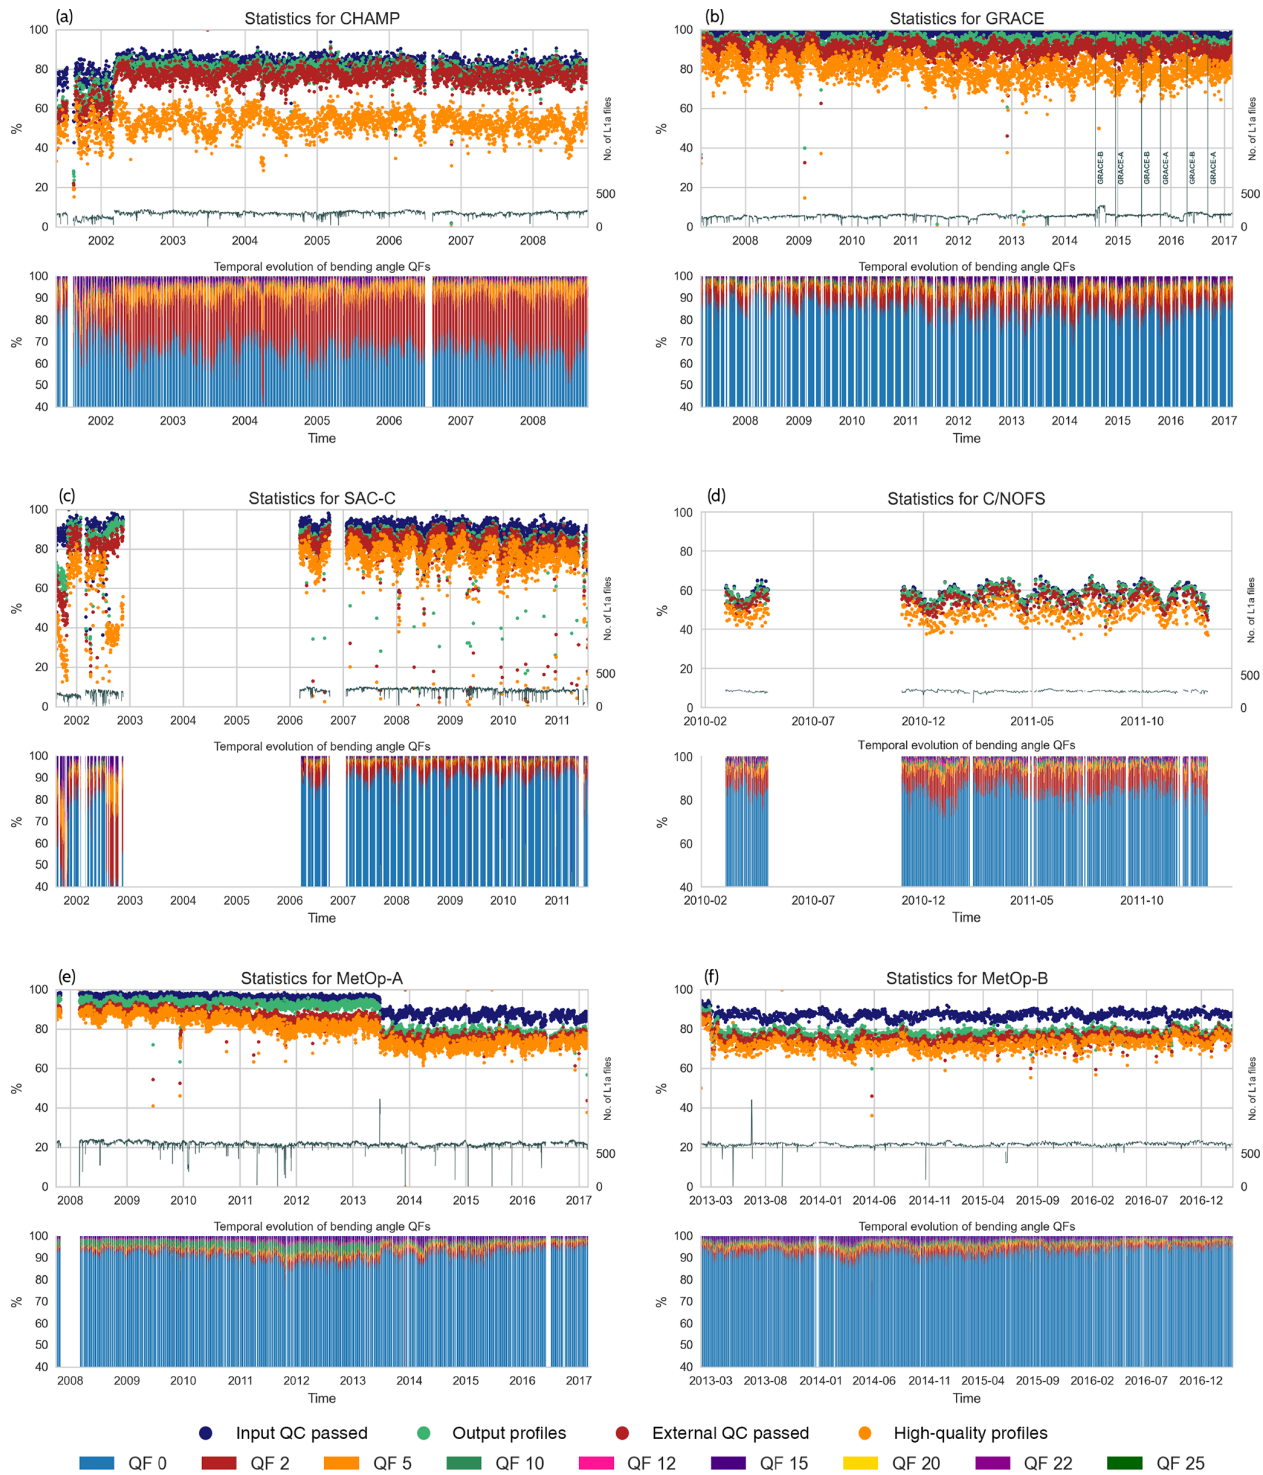 (a) Statistics for CHAMP
100
80
60
40
20
0
%
No. of L1a files
500
0
2002 2003 2004 2005 2006 2007 2008
Temporal evolution of bending angle QFs
100
90
80
70
60
50
40
%
2002 2003 2004 2005 2006 2007 2008
Time
(b) Statistics for GRACE
100
80
60
40
20
0
%
No. of L1a files
500
0
GRACE-B GRACE-A GRACE-B GRACE-A GRACE-B GRACE-A
2008 2009 2010 2011 2012 2013 2014 2015 2016 2017
Temporal evolution of bending angle QFs
100
90
80
70
60
50
40
%
2008 2009 2010 2011 2012 2013 2014 2015 2016 2017
Time
(c) Statistics for SAC-C
100
80
60
40
20
0
%
No. of L1a files
500
0
2002 2003 2004 2005 2006 2007 2008 2009 2010 2011
Temporal evolution of bending angle QFs
100
90
80
70
60
50
40
%
2002 2003 2004 2005 2006 2007 2008 2009 2010 2011
Time
(d) Statistics for C/NOFS
100
80
60
40
20
0
%
No. of L1a files
500
0
2010-02 2010-07 2010-12 2011-05 2011-10
Temporal evolution of bending angle QFs
100
80
60
40
%
2010-02 2010-07 2010-12 2011-05 2011-10
Time
(e) Statistics for MetOp-A
100
80
60
40
20
0
%
No. of L1a files
500
0
2008 2009 2010 2011 2012 2013 2014 2015 2016 2017
Temporal evolution of bending angle QFs
100
90
80
70
60
50
40
%
2008 2009 2010 2011 2012 2013 2014 2015 2016 2017
Time
(f) Statistics for MetOp-B
100
80
60
40
20
0
%
No. of L1a files
500
0
2013-03 2013-08 2014-01 2014-06 2014-11 2015-04 2015-09 2016-02 2016-07 2016-12
Temporal evolution of bending angle QFs
100
90
80
70
60
50
40
%
2013-03 2013-08 2014-01 2014-06 2014-11 2015-04 2015-09 2016-02 2016-07 2016-12
Time
Input QC passed Output profiles External QC passed High-quality profiles
QF 0 QF 2 QF 5 QF 10 QF 12 QF 15 QF 20 QF 22 QF 25